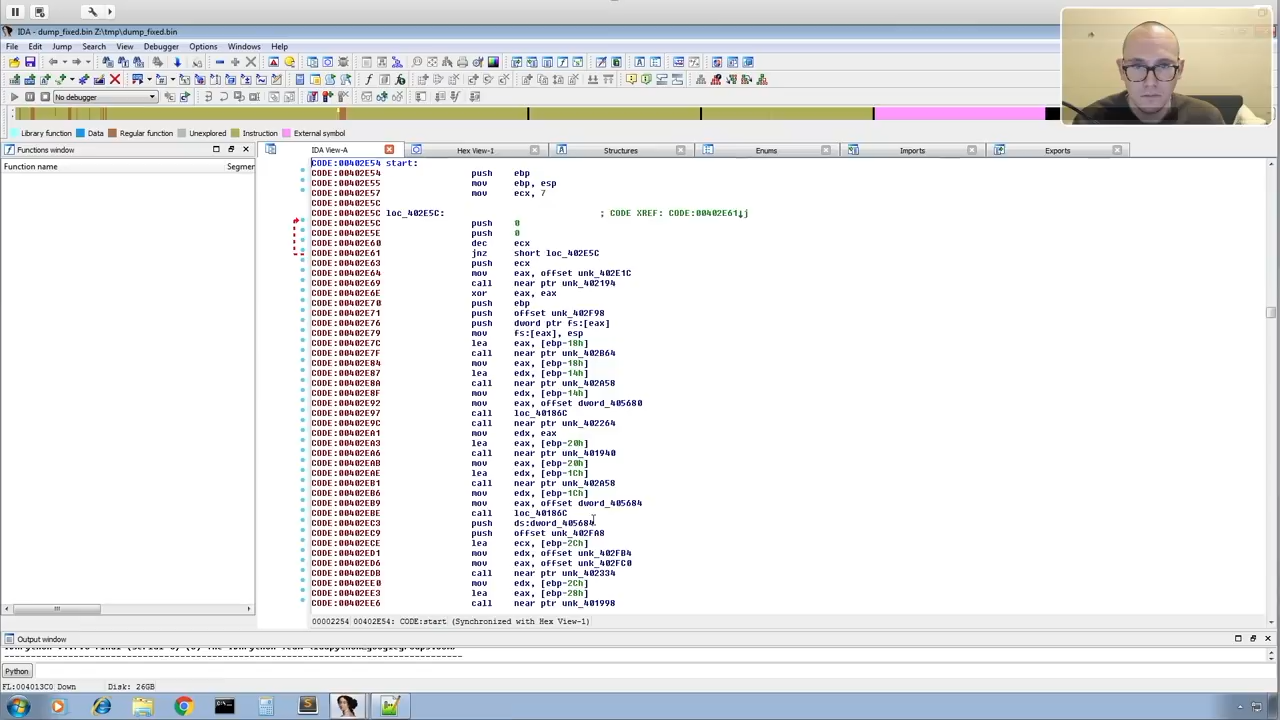 IDA - dump_fixed.bin Z:\tmp\dump_fixed.bin
File Edit Jump Search View Debugger Options Windows Help
No debugger
Library function Data Regular function Unexplored Instruction External symbol
Functions window
IDA View-A Hex View-1 Structures Enums Imports Exports
Function name Segmer
CODE:00402E54 start:
CODE:00402E54 push ebp
CODE:00402E55 mov ebp, esp
CODE:00402E57 mov ecx, 7
CODE:00402E5C
CODE:00402E5C loc_402E5C: ; CODE XREF: CODE:00402E61↓j
CODE:00402E5C push 0
CODE:00402E5E push 0
CODE:00402E60 dec ecx
CODE:00402E61 jnz short loc_402E5C
CODE:00402E63 push ecx
CODE:00402E64 mov eax, offset unk_402E1C
CODE:00402E69 call near ptr unk_402194
CODE:00402E6E xor eax, eax
CODE:00402E70 push ebp
CODE:00402E71 push offset unk_402F98
CODE:00402E76 push dword ptr fs:[eax]
CODE:00402E79 mov fs:[eax], esp
CODE:00402E7C lea eax, [ebp-18h]
CODE:00402E7F call near ptr unk_402B64
CODE:00402E84 mov eax, [ebp-18h]
CODE:00402E87 lea edx, [ebp-14h]
CODE:00402E8A call near ptr unk_402A58
CODE:00402E8F mov edx, [ebp-14h]
CODE:00402E92 mov eax, offset dword_405680
CODE:00402E97 call loc_40186C
CODE:00402E9C call near ptr unk_402264
CODE:00402EA1 mov edx, eax
CODE:00402EA3 lea eax, [ebp-20h]
CODE:00402EA6 call near ptr unk_401940
CODE:00402EAB mov eax, [ebp-20h]
CODE:00402EAE lea edx, [ebp-1Ch]
CODE:00402EB1 call near ptr unk_402A58
CODE:00402EB6 mov edx, [ebp-1Ch]
CODE:00402EB9 mov eax, offset dword_405684
CODE:00402EBE call loc_40186C
CODE:00402EC3 push ds:dword_405684
CODE:00402EC9 push offset unk_402FA8
CODE:00402ECE lea ecx, [ebp-2Ch]
CODE:00402ED1 mov edx, offset unk_402FB4
CODE:00402ED6 mov eax, offset unk_402FC0
CODE:00402EDB call near ptr unk_402334
CODE:00402EE0 mov edx, [ebp-2Ch]
CODE:00402EE3 lea eax, [ebp-28h]
CODE:00402EE6 call near ptr unk_401998
00002254 00402E54: CODE:start (Synchronized with Hex View-1)
Output window
Python
FL:004013C0 Down Disk: 26GB